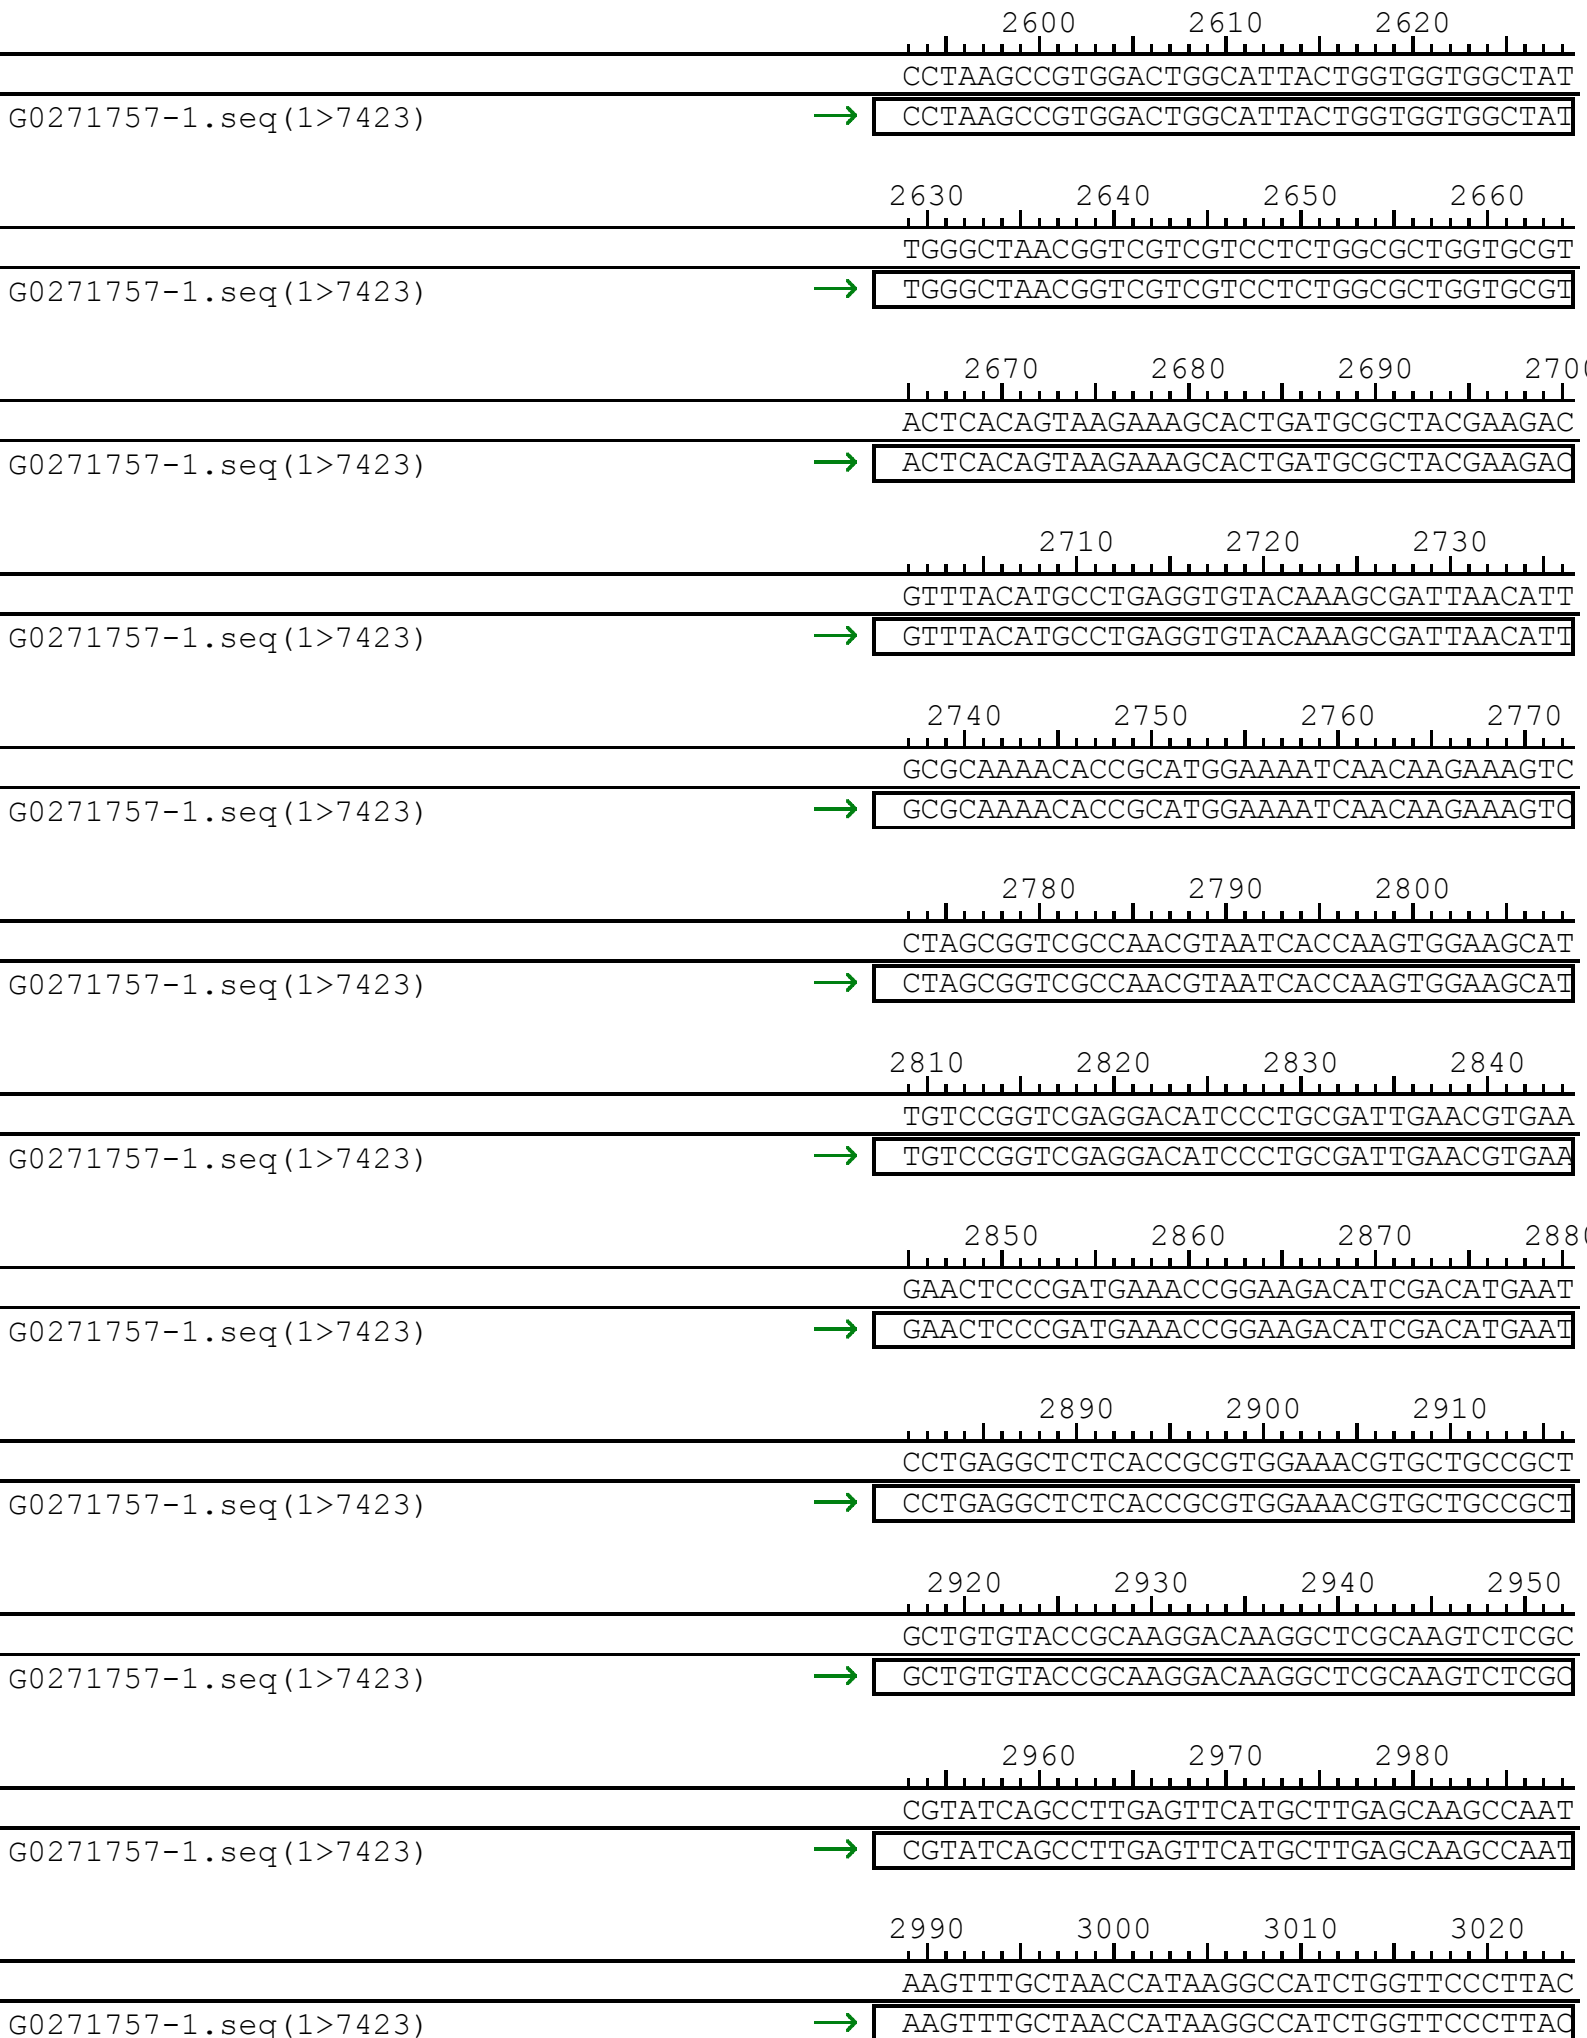 2600 2610 2620
CCTAAGCCGTGGACTGGCATTACTGGTGGTGGCTAT
G0271757-1.seq(1>7423) → CCTAAGCCGTGGACTGGCATTACTGGTGGTGGCTAT
2630 2640 2650 2660
TGGGCTAACGGTCGTCGTCCTCTGGCGCTGGTGCGT
G0271757-1.seq(1>7423) → TGGGCTAACGGTCGTCGTCCTCTGGCGCTGGTGCGT
2670 2680 2690 2700
ACTCACAGTAAGAAAGCACTGATGCGCTACGAAGAC
G0271757-1.seq(1>7423) → ACTCACAGTAAGAAAGCACTGATGCGCTACGAAGAC
2710 2720 2730
GTTTACATGCCTGAGGTGTACAAAGCGATTAACATT
G0271757-1.seq(1>7423) → GTTTACATGCCTGAGGTGTACAAAGCGATTAACATT
2740 2750 2760 2770
GCGCAAAACACCGCATGGAAAATCAACAAGAAAGTC
G0271757-1.seq(1>7423) → GCGCAAAACACCGCATGGAAAATCAACAAGAAAGTC
2780 2790 2800
CTAGCGGTCGCCAACGTAATCACCAAGTGGAAGCAT
G0271757-1.seq(1>7423) → CTAGCGGTCGCCAACGTAATCACCAAGTGGAAGCAT
2810 2820 2830 2840
TGTCCGGTCGAGGACATCCCTGCGATTGAACGTGAA
G0271757-1.seq(1>7423) → TGTCCGGTCGAGGACATCCCTGCGATTGAACGTGAA
2850 2860 2870 2880
GAACTCCCGATGAAACCGGAAGACATCGACATGAAT
G0271757-1.seq(1>7423) → GAACTCCCGATGAAACCGGAAGACATCGACATGAAT
2890 2900 2910
CCTGAGGCTCTCACCGCGTGGAAACGTGCTGCCGCT
G0271757-1.seq(1>7423) → CCTGAGGCTCTCACCGCGTGGAAACGTGCTGCCGCT
2920 2930 2940 2950
GCTGTGTACCGCAAGGACAAGGCTCGCAAGTCTCGC
G0271757-1.seq(1>7423) → GCTGTGTACCGCAAGGACAAGGCTCGCAAGTCTCGC
2960 2970 2980
CGTATCAGCCTTGAGTTCATGCTTGAGCAAGCCAAT
G0271757-1.seq(1>7423) → CGTATCAGCCTTGAGTTCATGCTTGAGCAAGCCAAT
2990 3000 3010 3020
AAGTTTGCTAACCATAAGGCCATCTGGTTCCCTTAC
G0271757-1.seq(1>7423) → AAGTTTGCTAACCATAAGGCCATCTGGTTCCCTTAC